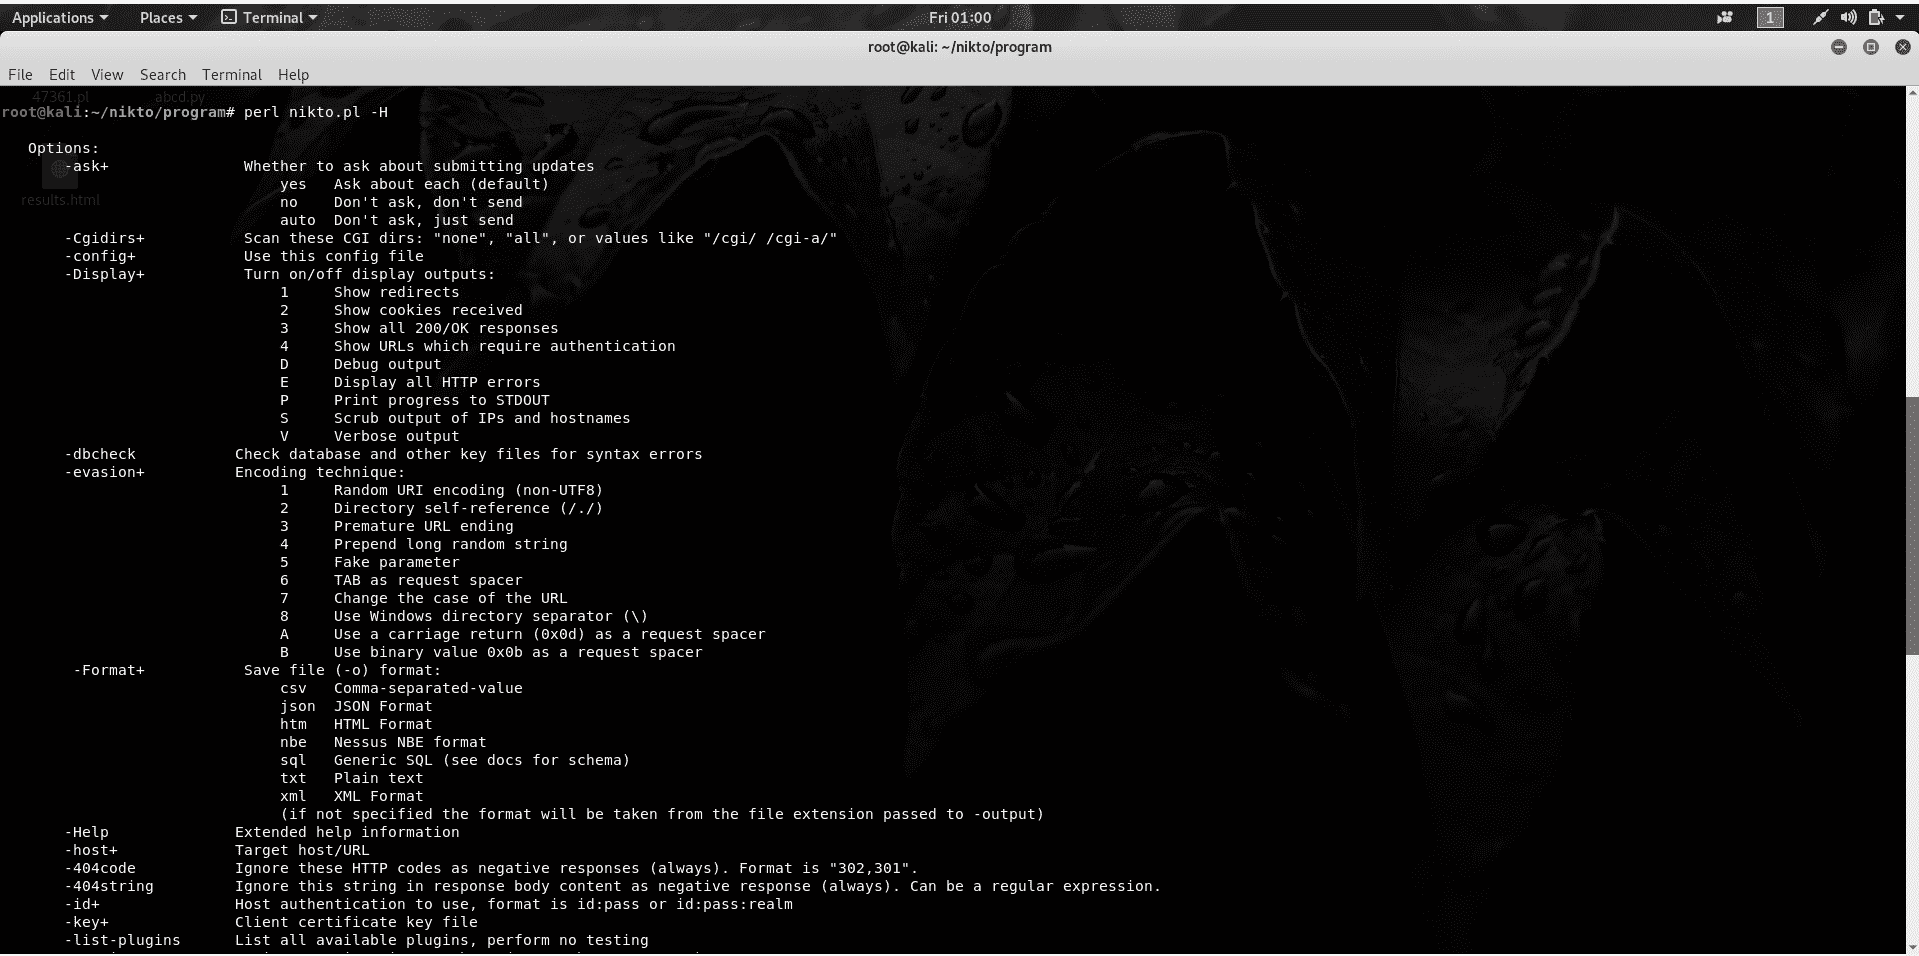 Applications Places Terminal Fri 01:00 1
root@kali: ~/nikto/program
File Edit View Search Terminal Help
47361.pl abcd.py
root@kali:~/nikto/program# perl nikto.pl -H
Options:
-ask+ Whether to ask about submitting updates
yes Ask about each (default)
no Don't ask, don't send
auto Don't ask, just send
results.html
-Cgidirs+ Scan these CGI dirs: "none", "all", or values like "/cgi/ /cgi-a/"
-config+ Use this config file
-Display+ Turn on/off display outputs:
1 Show redirects
2 Show cookies received
3 Show all 200/OK responses
4 Show URLs which require authentication
D Debug output
E Display all HTTP errors
P Print progress to STDOUT
S Scrub output of IPs and hostnames
V Verbose output
-dbcheck Check database and other key files for syntax errors
-evasion+ Encoding technique:
1 Random URI encoding (non-UTF8)
2 Directory self-reference (/./)
3 Premature URL ending
4 Prepend long random string
5 Fake parameter
6 TAB as request spacer
7 Change the case of the URL
8 Use Windows directory separator (\)
A Use a carriage return (0x0d) as a request spacer
B Use binary value 0x0b as a request spacer
-Format+ Save file (-o) format:
csv Comma-separated-value
json JSON Format
htm HTML Format
nbe Nessus NBE format
sql Generic SQL (see docs for schema)
txt Plain text
xml XML Format
(if not specified the format will be taken from the file extension passed to -output)
-Help Extended help information
-host+ Target host/URL
-404code Ignore these HTTP codes as negative responses (always). Format is "302,301".
-404string Ignore this string in response body content as negative response (always). Can be a regular expression.
-id+ Host authentication to use, format is id:pass or id:pass:realm
-key+ Client certificate key file
-list-plugins List all available plugins, perform no testing